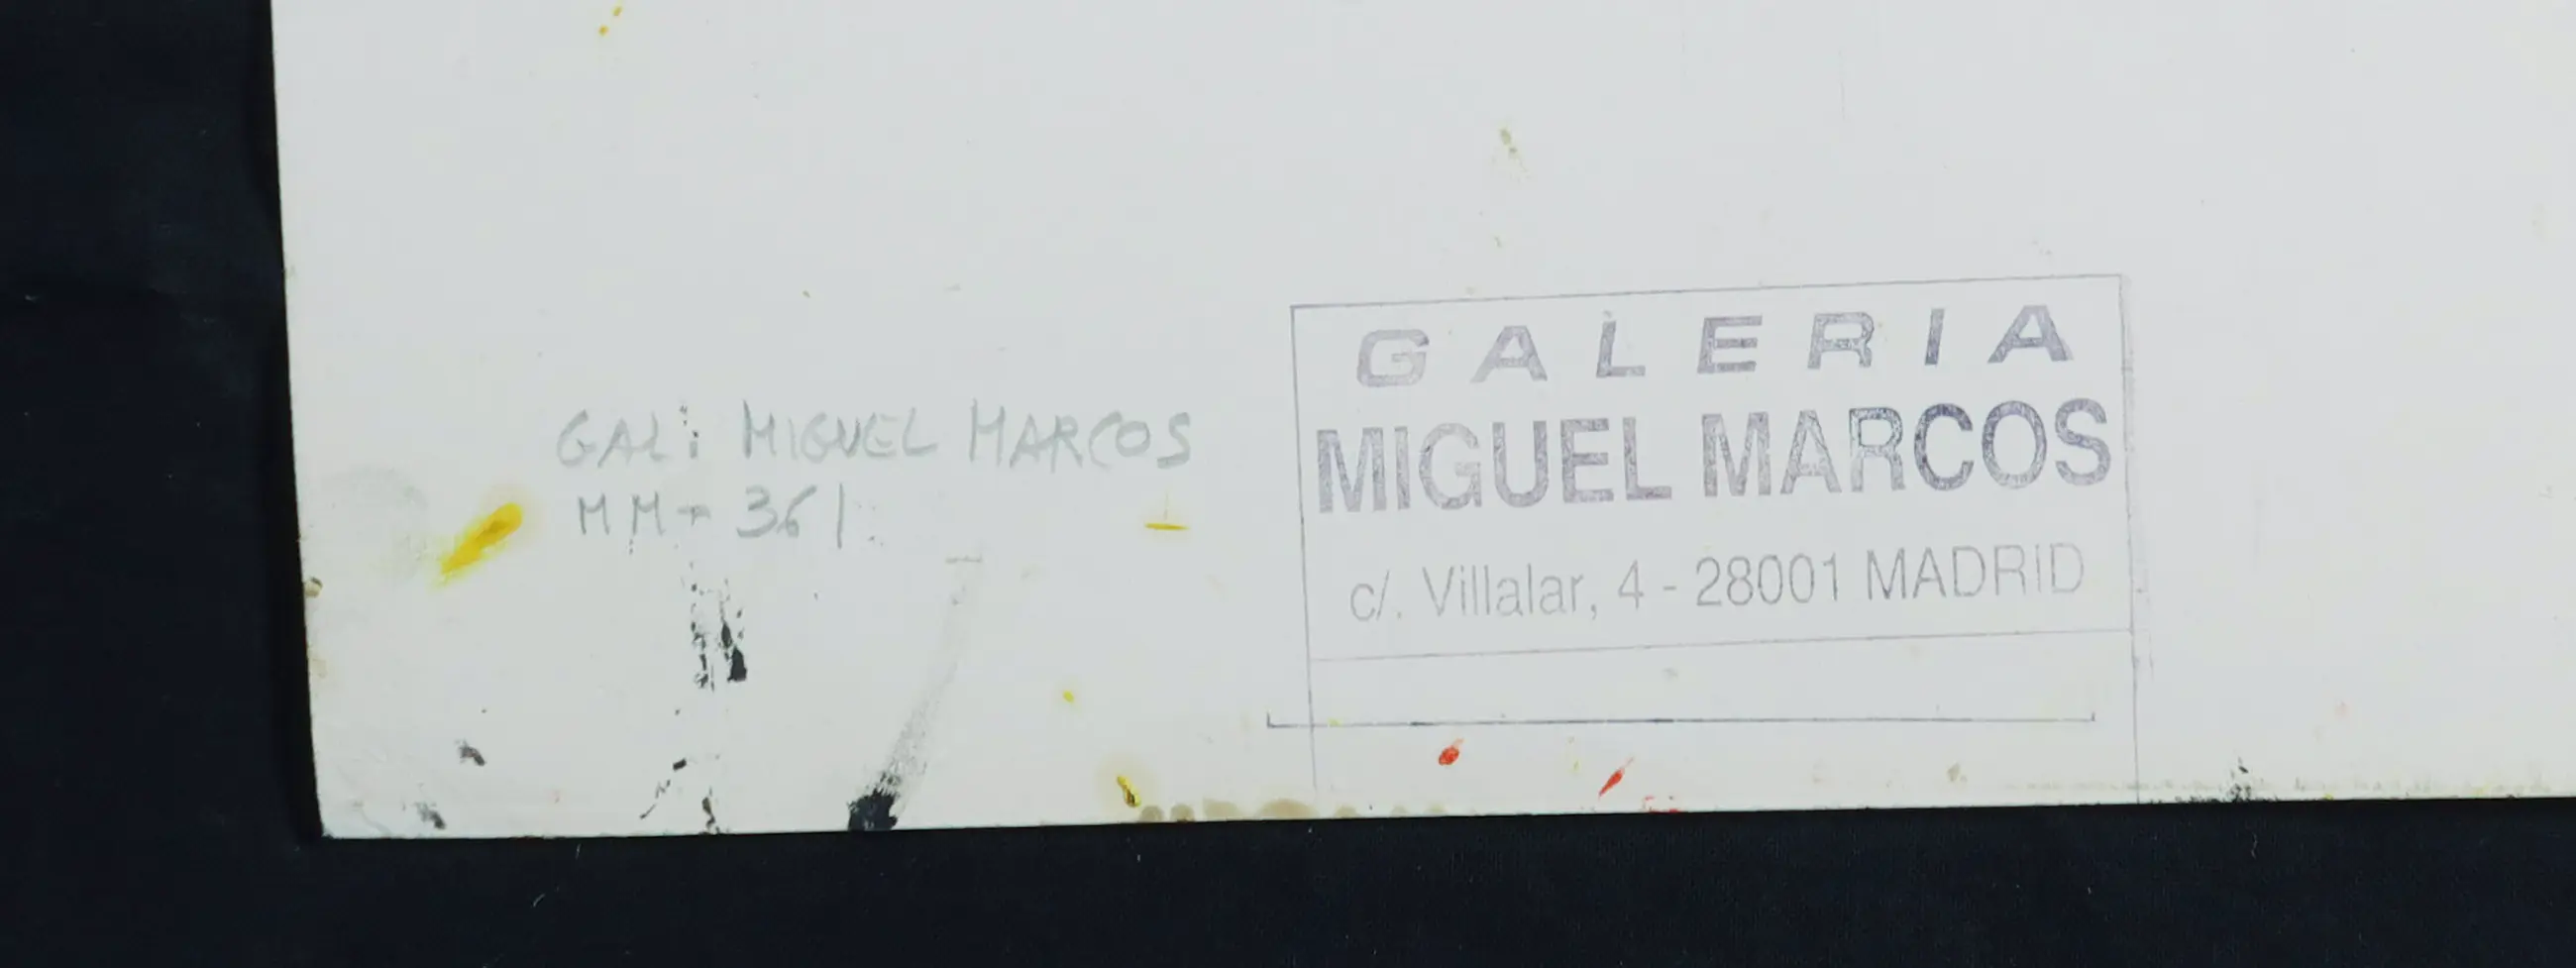 GAL: MIGUEL MARCOS
MM- 361
GALERIA
MIGUEL MARCOS
c/. Villalar, 4 - 28001 MADRID